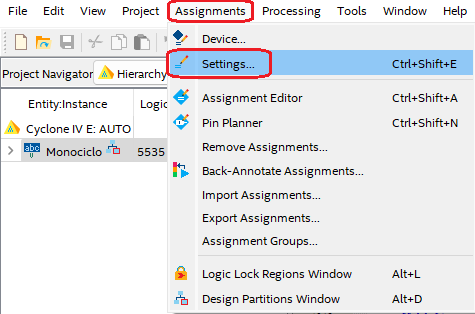 File Edit View Project Assignments Processing Tools Window Help
Device...
Settings... Ctrl+Shift+E
Project Navigator Hierarchy
Entity:Instance Logic
Assignment Editor Ctrl+Shift+A
Pin Planner Ctrl+Shift+N
Cyclone IV E: AUTO
Remove Assignments...
abc Monociclo 5535
Back-Annotate Assignments...
Import Assignments...
Export Assignments...
Assignment Groups...
Logic Lock Regions Window Alt+L
Design Partitions Window Alt+D